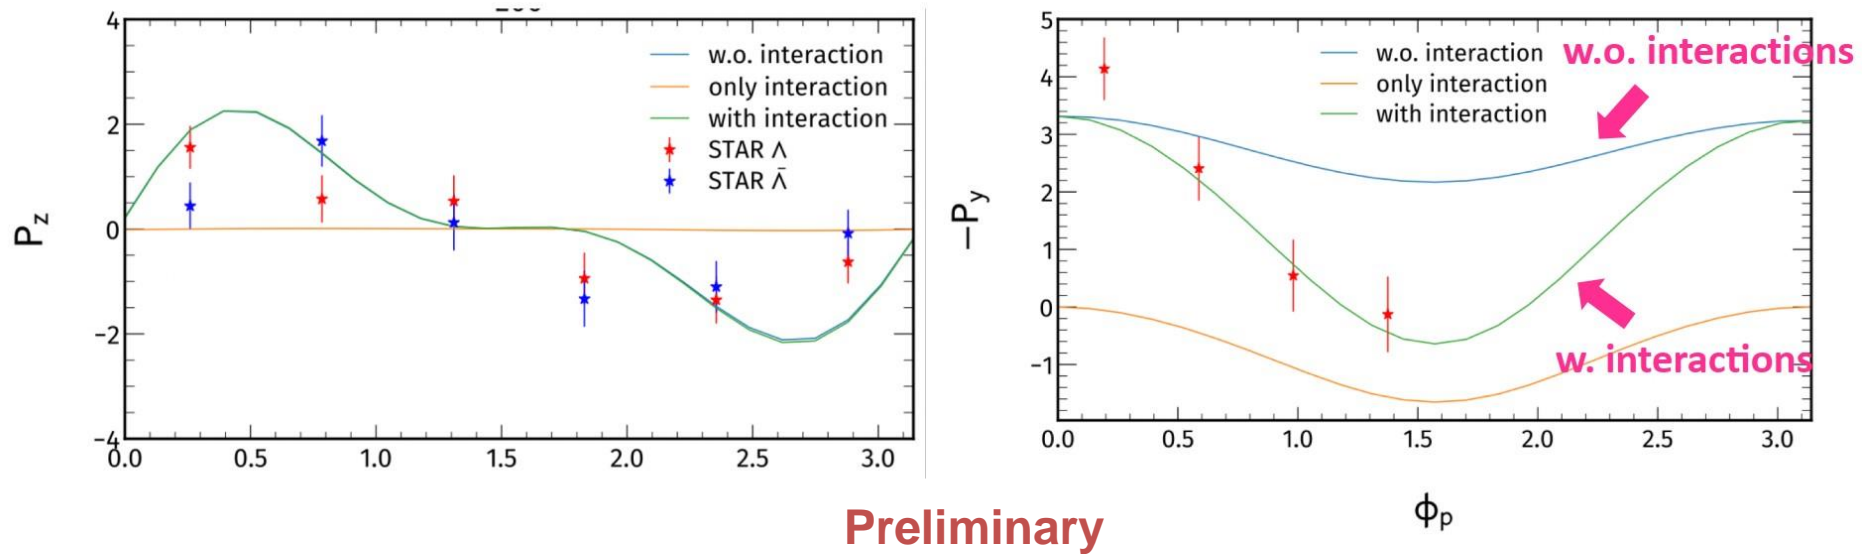 4
2
0
−2
−4
0.0 0.5 1.0 1.5 2.0 2.5 3.0
P_z
w.o. interaction
only interaction
with interaction
STAR Λ
STAR Λ̄
5
4
3
2
1
0
−1
0.0 0.5 1.0 1.5 2.0 2.5 3.0
−P_y
ϕ_p
w.o. interaction
only interaction
with interaction
w.o. interactions
w. interactions
Preliminary